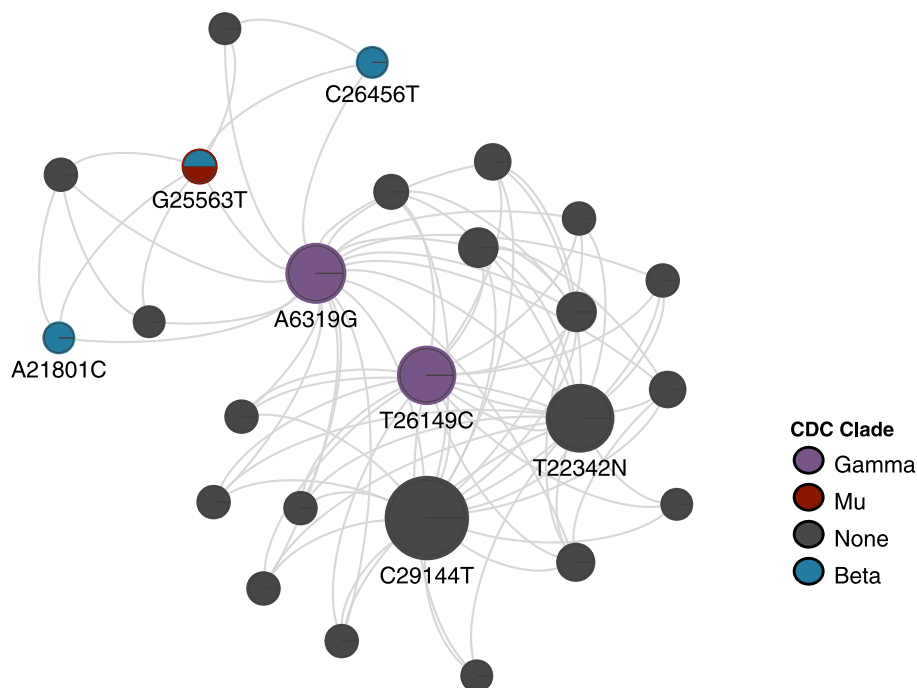 C26456T
G25563T
A6319G
A21801C
T26149C
T22342N
C29144T
CDC Clade
Gamma
Mu
None
Beta